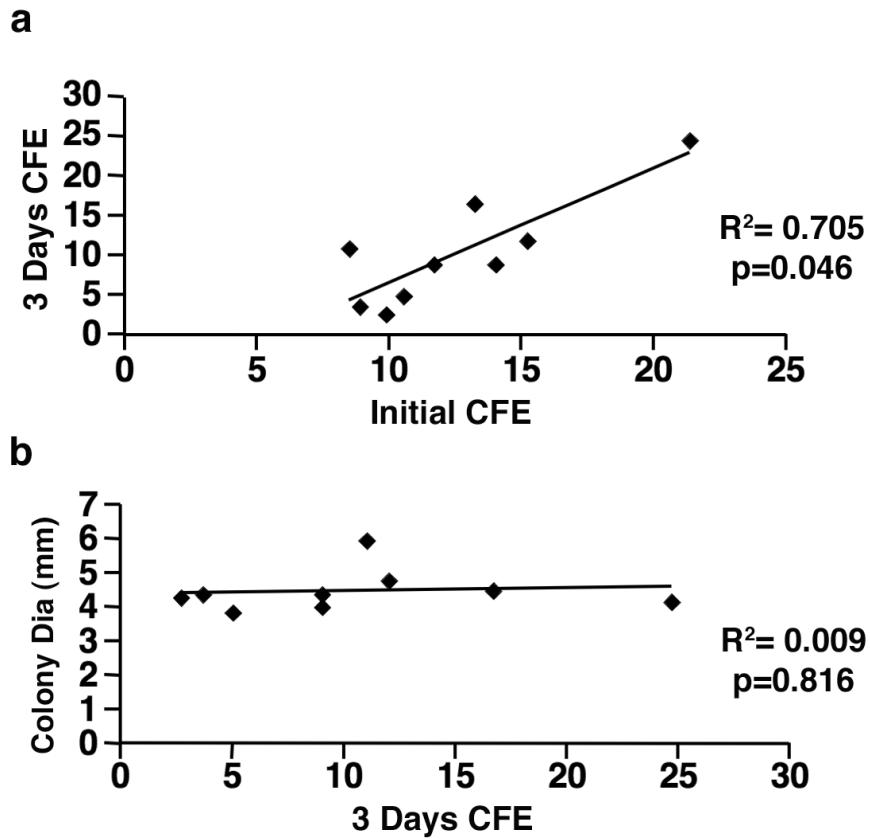 a
30
25
20
15
10
5
0
3 Days CFE
0 5 10 15 20 25
Initial CFE
R²= 0.705
p=0.046
b
7
6
5
4
3
2
1
0
Colony Dia (mm)
0 5 10 15 20 25 30
3 Days CFE
R²= 0.009
p=0.816